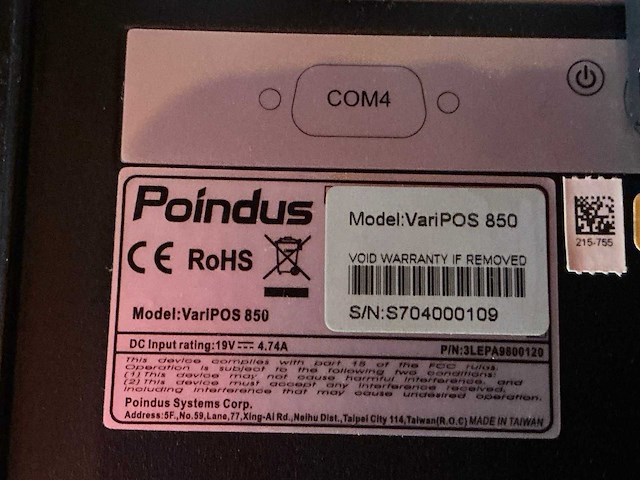 COM4
Poindus
CE RoHS
Model:VariPOS 850
Model:VariPOS 850
VOID WARRANTY IF REMOVED
S/N:S704000109
215-755
DC Input rating:19V 4.74A
P/N:3LEPA9800120
This device complies with part 15 of the FCC rules.
Operation is subject to the following two conditions:
(1) This device may not cause harmful interference, and
(2) This device must accept any interference received,
including interference that may cause undesired operation.
Poindus Systems Corp.
Address:5F.,No.59,Lane,77,Xing-Ai Rd.,Neihu Dist.,Taipei City 114,Taiwan(R.O.C) MADE IN TAIWAN